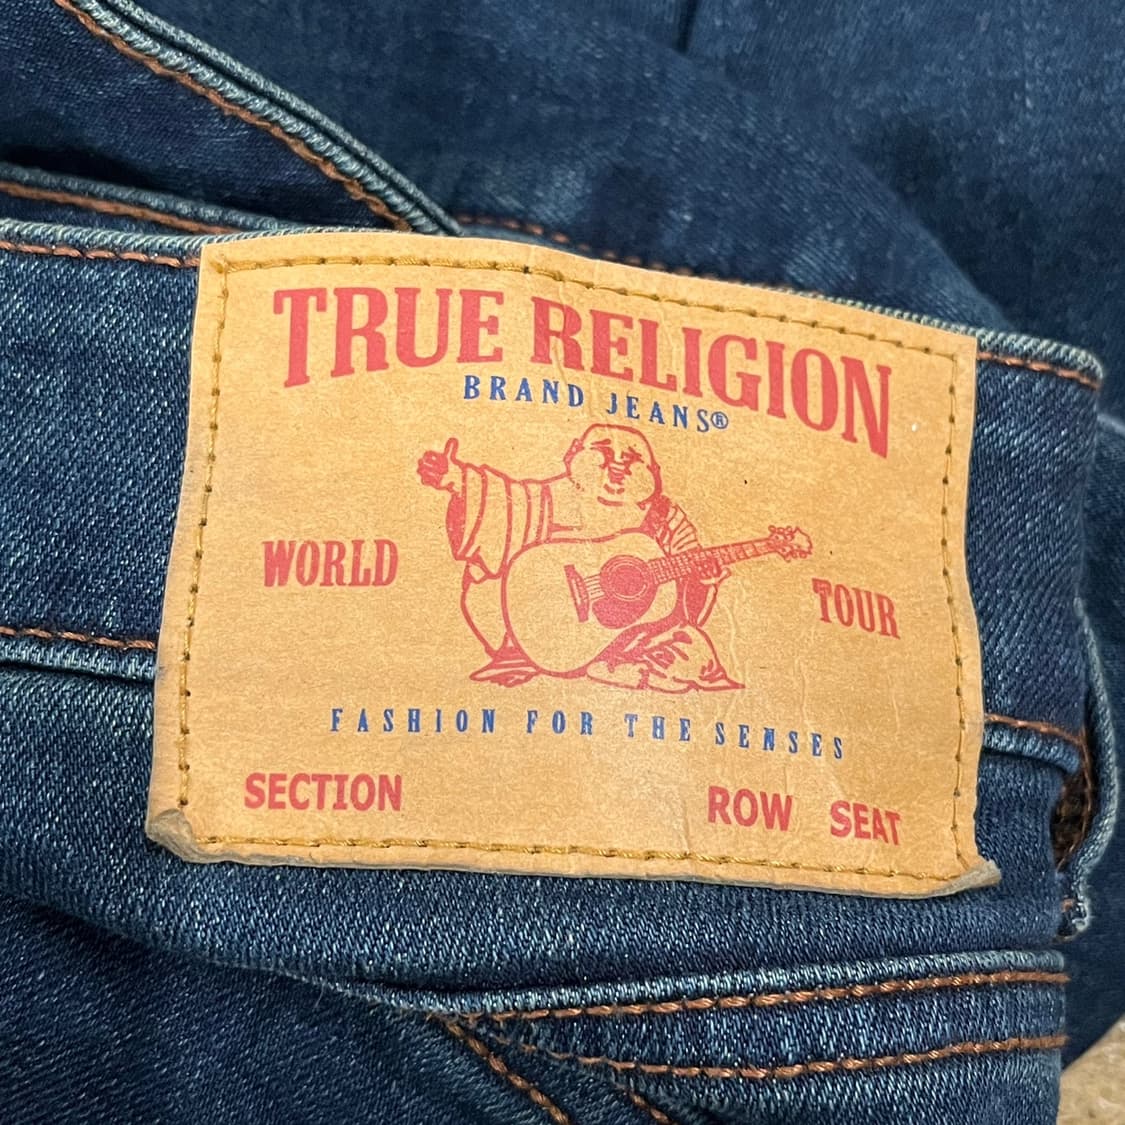 TRUE RELIGION
BRAND JEANS®
WORLD TOUR
FASHION FOR THE SENSES
SECTION ROW SEAT